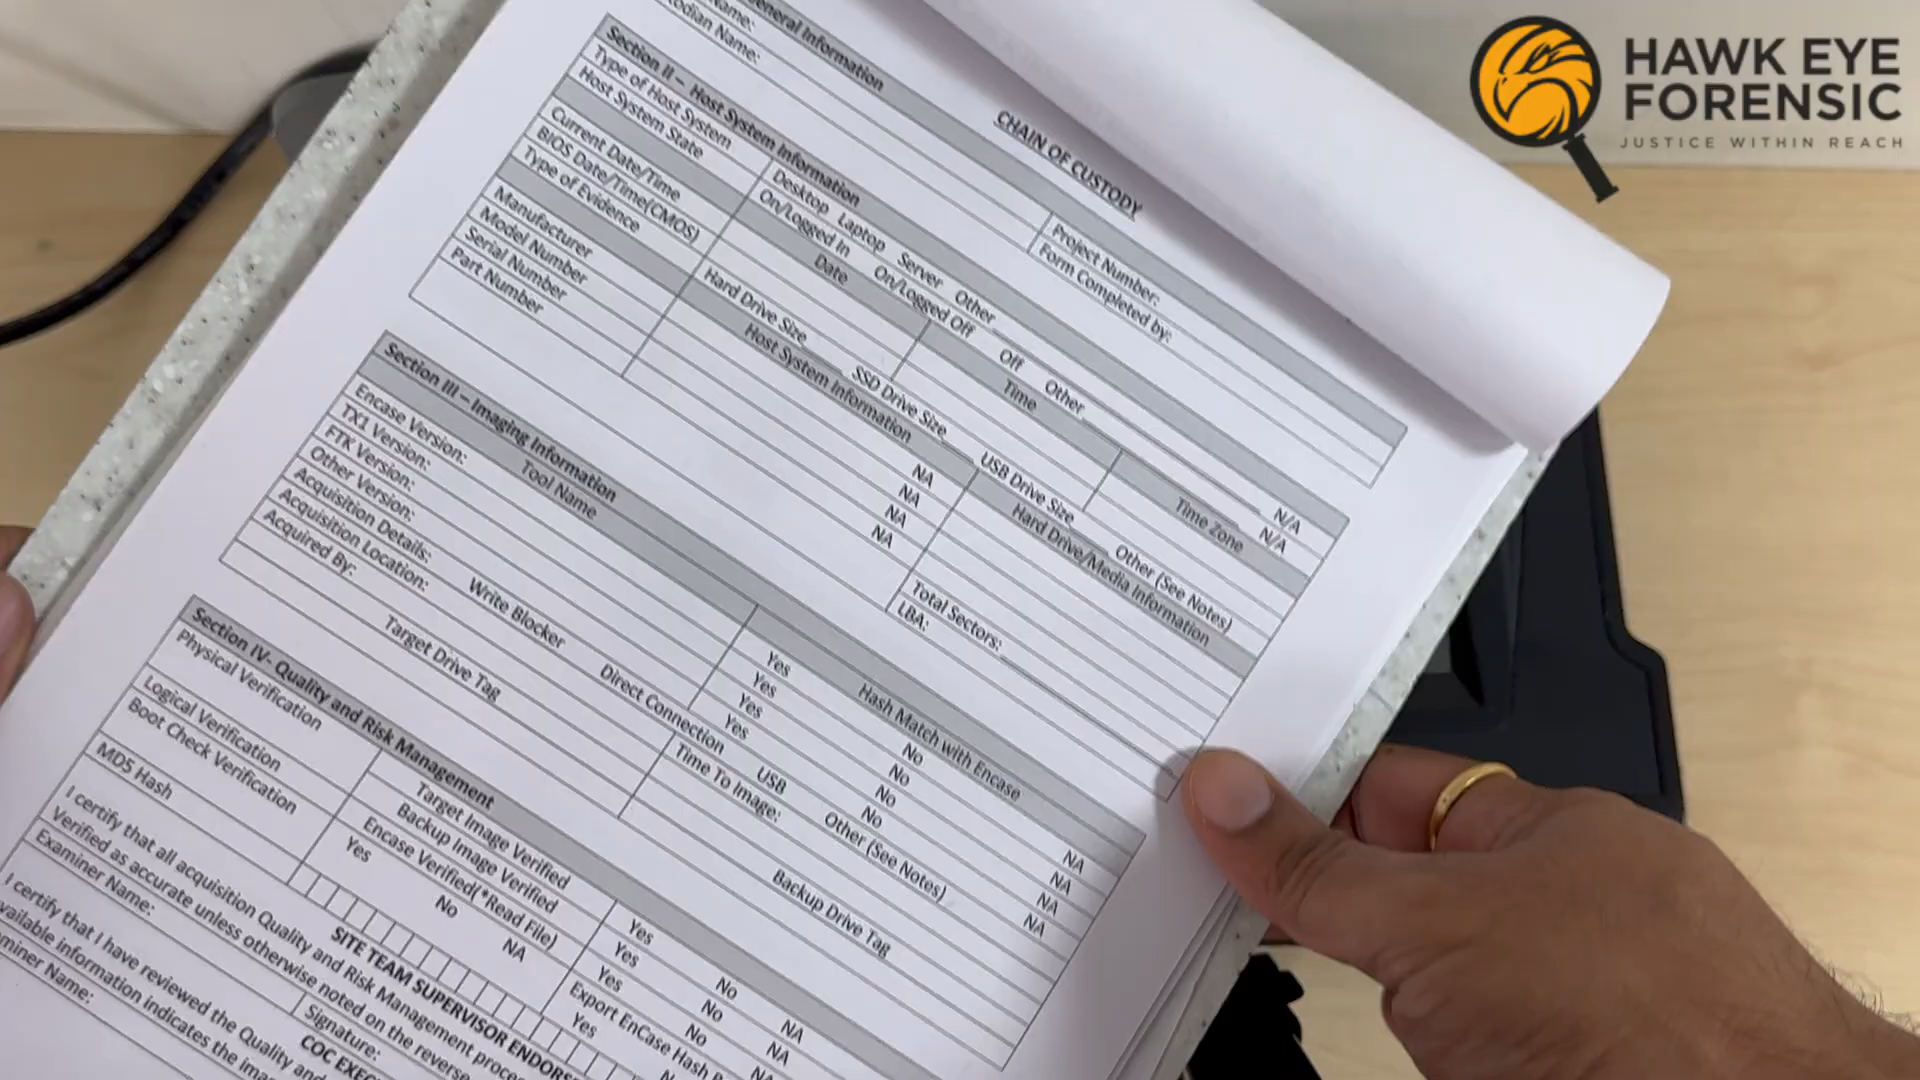 HAWK EYE
FORENSIC
JUSTICE WITHIN REACH
CHAIN OF CUSTODY
General Information
Name:
Project Number:
Custodian Name:
Form Completed by:
Section II – Host System Information
Type of Host System Desktop Laptop Server Other N/A
Host System State On/Logged In On/Logged Off Off Other N/A
Date Time Time Zone
Current Date/Time
BIOS Date/Time(CMOS)
Type of Evidence Hard Drive Size SSD Drive Size USB Drive Size Other (See Notes)
Host System Information Hard Drive/Media Information
Manufacturer NA
Model Number NA
Serial Number NA
Part Number NA
Total Sectors:
LBA:
Section III – Imaging Information
Tool Name Hash Match with Encase
Encase Version: Yes No NA
TX1 Version: Yes No NA
FTK Version: Yes No NA
Other Version: Yes No NA
Acquisition Details: Write Blocker Direct Connection USB Other (See Notes)
Acquisition Location: Time To Image:
Acquired By:
Target Drive Tag Backup Drive Tag
Section IV- Quality and Risk Management
Physical Verification Target Image Verified Yes No NA
Backup Image Verified Yes No NA
Logical Verification Encase Verified(*Read File) Yes No
Boot Check Verification Yes No NA Export EnCase Hash Yes
MD5 Hash
SITE TEAM SUPERVISOR
I certify that all acquisition Quality and Risk Management
Verified as accurate unless otherwise noted on the reverse
Examiner Name: Signature:
I certify that I have reviewed the Quality and
available information indicates the